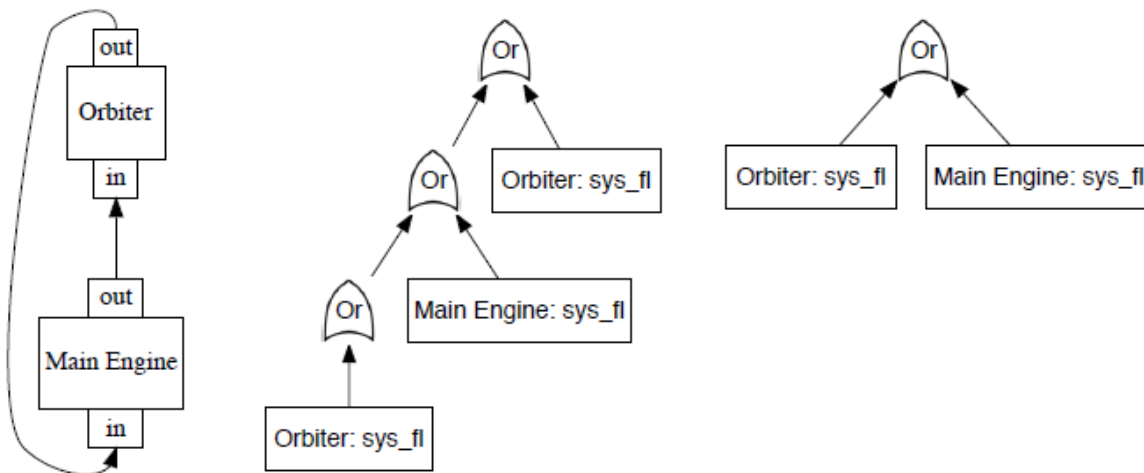 out
Orbiter
in
out
Main Engine
in
Or
Orbiter: sys_fl
Or
Main Engine: sys_fl
Or
Orbiter: sys_fl
Or
Orbiter: sys_fl
Main Engine: sys_fl